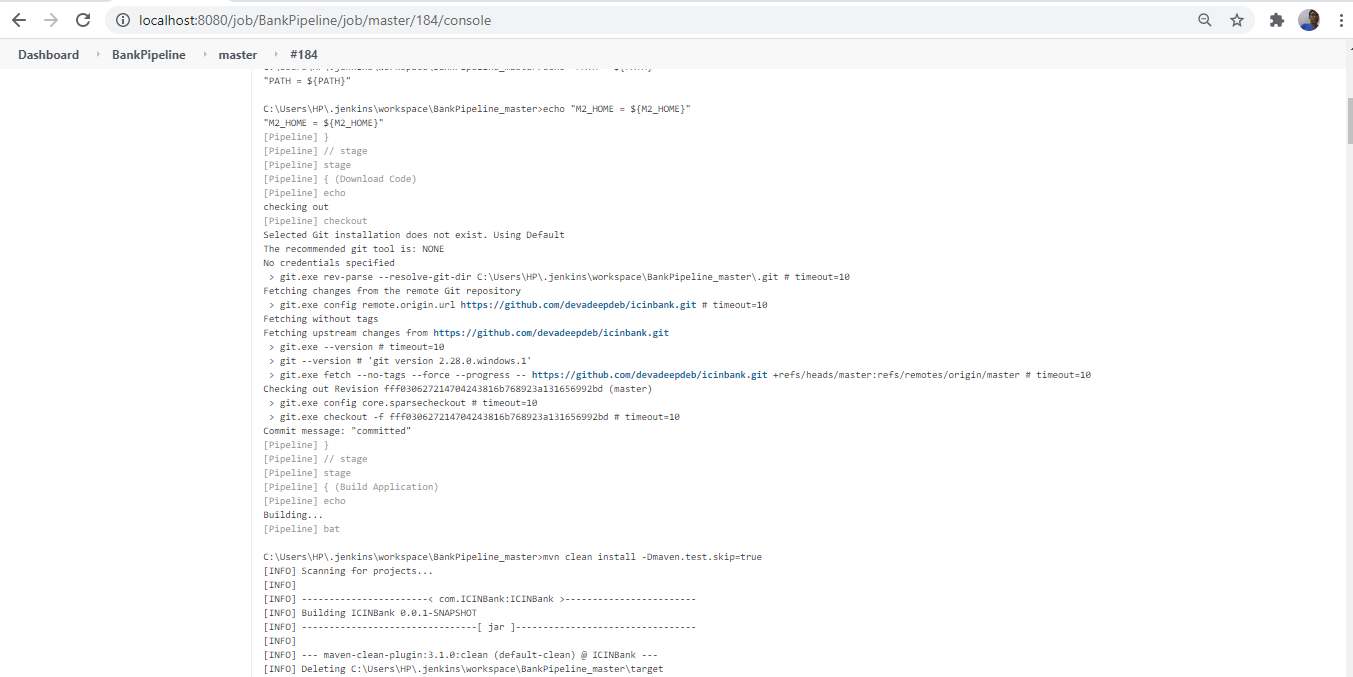 localhost:8080/job/BankPipeline/job/master/184/console
Dashboard BankPipeline master #184
"PATH = ${PATH}"
C:\Users\HP\.jenkins\workspace\BankPipeline_master>echo "M2_HOME = ${M2_HOME}"
"M2_HOME = ${M2_HOME}"
[Pipeline] }
[Pipeline] // stage
[Pipeline] stage
[Pipeline] { (Download Code)
[Pipeline] echo
checking out
[Pipeline] checkout
Selected Git installation does not exist. Using Default
The recommended git tool is: NONE
No credentials specified
> git.exe rev-parse --resolve-git-dir C:\Users\HP\.jenkins\workspace\BankPipeline_master\.git # timeout=10
Fetching changes from the remote Git repository
> git.exe config remote.origin.url https://github.com/devadeepdeb/icinbank.git # timeout=10
Fetching without tags
Fetching upstream changes from https://github.com/devadeepdeb/icinbank.git
> git.exe --version # timeout=10
> git --version # 'git version 2.28.0.windows.1'
> git.exe fetch --no-tags --force --progress -- https://github.com/devadeepdeb/icinbank.git +refs/heads/master:refs/remotes/origin/master # timeout=10
Checking out Revision fff030627214704243816b768923a131656992bd (master)
> git.exe config core.sparsecheckout # timeout=10
> git.exe checkout -f fff030627214704243816b768923a131656992bd # timeout=10
Commit message: "committed"
[Pipeline] }
[Pipeline] // stage
[Pipeline] stage
[Pipeline] { (Build Application)
[Pipeline] echo
Building...
[Pipeline] bat
C:\Users\HP\.jenkins\workspace\BankPipeline_master>mvn clean install -Dmaven.test.skip=true
[INFO] Scanning for projects...
[INFO]
[INFO] -----------------------< com.ICINBank:ICINBank >------------------------
[INFO] Building ICINBank 0.0.1-SNAPSHOT
[INFO] --------------------------------[ jar ]---------------------------------
[INFO]
[INFO] --- maven-clean-plugin:3.1.0:clean (default-clean) @ ICINBank ---
[INFO] Deleting C:\Users\HP\.jenkins\workspace\BankPipeline_master\target